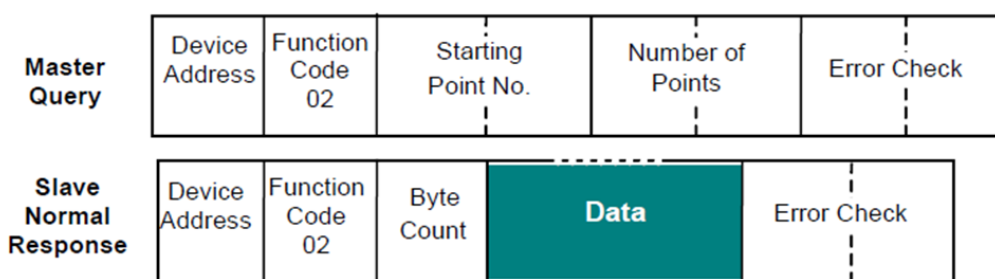 Master
Query
Device
Address
Function
Code
02
Starting
Point No.
Number of
Points
Error Check
Slave
Normal
Response
Device
Address
Function
Code
02
Byte
Count
Data
Error Check